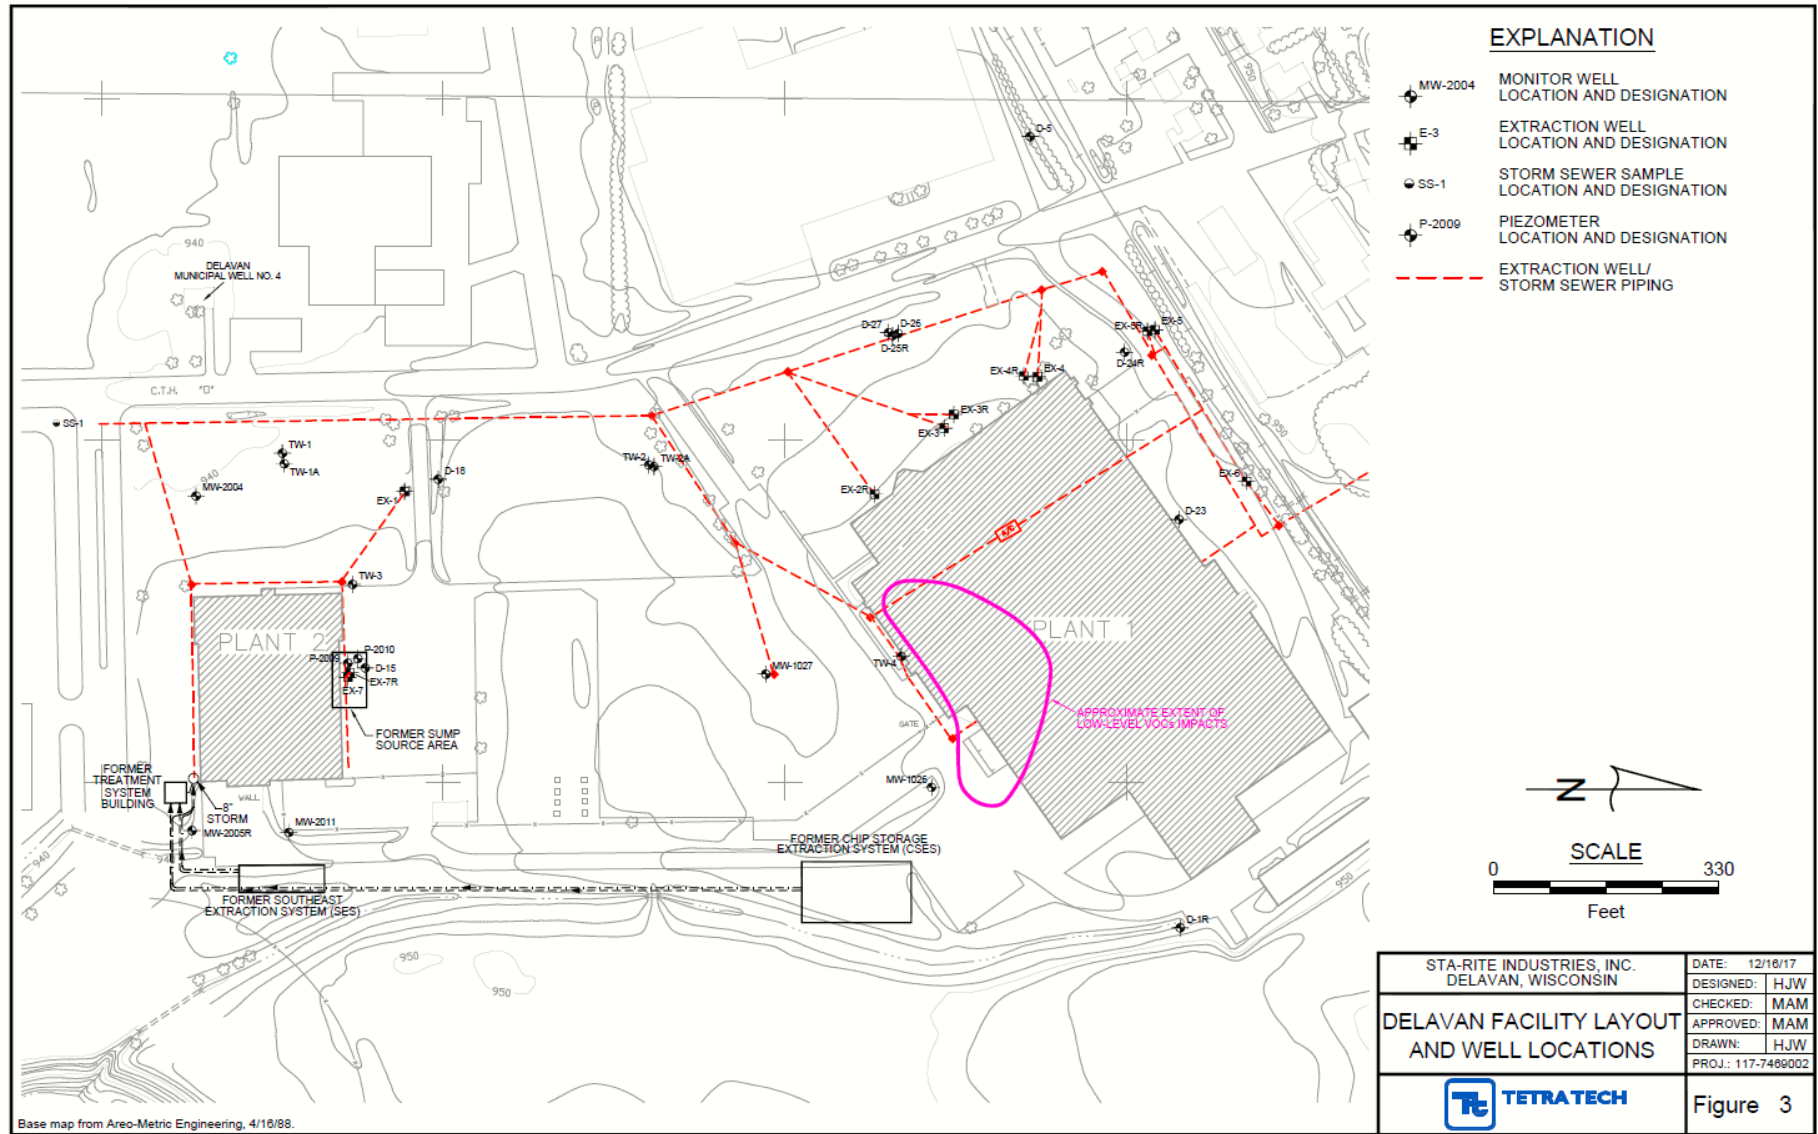 EXPLANATION
MW-2004
MONITOR WELL
LOCATION AND DESIGNATION
E-3
EXTRACTION WELL
LOCATION AND DESIGNATION
SS-1
STORM SEWER SAMPLE
LOCATION AND DESIGNATION
P-2009
PIEZOMETER
LOCATION AND DESIGNATION
EXTRACTION WELL/
STORM SEWER PIPING
P
P
950
D-5
940
DELAVAN
MUNICIPAL WELL NO. 4
D-27
D-26
D-25R
EX-5R
EX-5
D-24R
EX-4R
EX-4
C.T.H. "O"
EX-3R
EX-3
SS-1
950
TW-1
TW-1A
940
MW-2004
D-18
EX-1
TW-2
TW-2A
EX-2R
EX-6
D-23
A/C
TW-3
PLANT 2
PLANT 1
P-2009
P-2010
D-15
EX-7R
EX-7
MW-1027
TW-4
FORMER SUMP
SOURCE AREA
GATE
APPROXIMATE EXTENT OF
LOW-LEVEL VOCs IMPACTS
FORMER
TREATMENT
SYSTEM
BUILDING
WALL
8"
STORM
MW-1026
MW-2005R
MW-2011
940
940
FORMER CHIP STORAGE
EXTRACTION SYSTEM (CSES)
FORMER SOUTHEAST
EXTRACTION SYSTEM (SES)
950
D-1R
950
950
N
SCALE
0 330
Feet
STA-RITE INDUSTRIES, INC.
DELAVAN, WISCONSIN
DATE: 12/16/17
DESIGNED: HJW
CHECKED: MAM
DELAVAN FACILITY LAYOUT
AND WELL LOCATIONS
APPROVED: MAM
DRAWN: HJW
PROJ.: 117-7469002
Tt
TETRA TECH
Figure 3
Base map from Areo-Metric Engineering, 4/16/88.